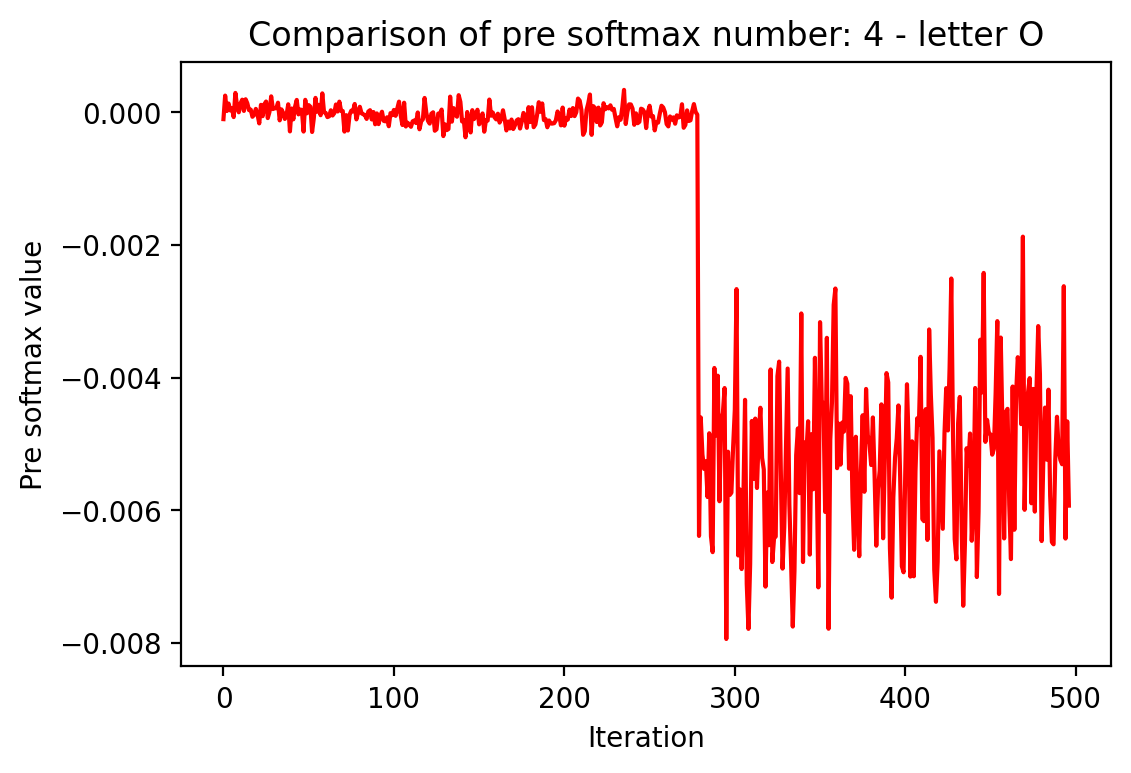 Comparison of pre softmax number: 4 - letter O
Pre softmax value
0.000
−0.002
−0.004
−0.006
−0.008
0 100 200 300 400 500
Iteration